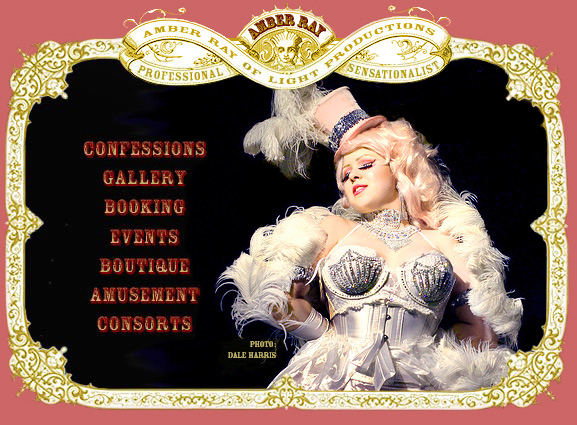 AMBER RAY
AMBER RAY OF LIGHT PRODUCTIONS
PROFESSIONAL
SENSATIONALIST
CONFESSIONS
GALLERY
BOOKING
EVENTS
BOUTIQUE
AMUSEMENT
CONSORTS
PHOTO:
DALE HARRIS